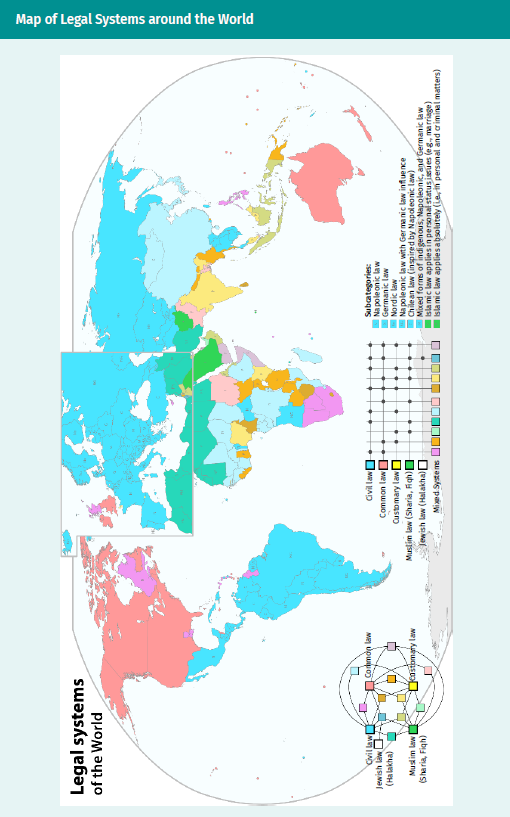 Map of Legal Systems around the World
Legal systems
of the World
Civil law
Common law
Jewish law
(Halakha)
Muslim law
(Sharia, Fiqh)
Customary law
Civil law
Common law
Customary law
Muslim law (Sharia, Fiqh)
Jewish law (Halakha)
Mixed Systems
Subcategories:
Napoleonic law
Germanic law
Nordic law
Napoleonic law with Germanic law influence
Chilean law (inspired by Napoleonic law)
Mixed forms of indigenous, Napoleonic, and Germanic law
Islamic law applies in personal status issues (e.g., marriage)
Islamic law applies absolutely (i.e., in personal and criminal matters)